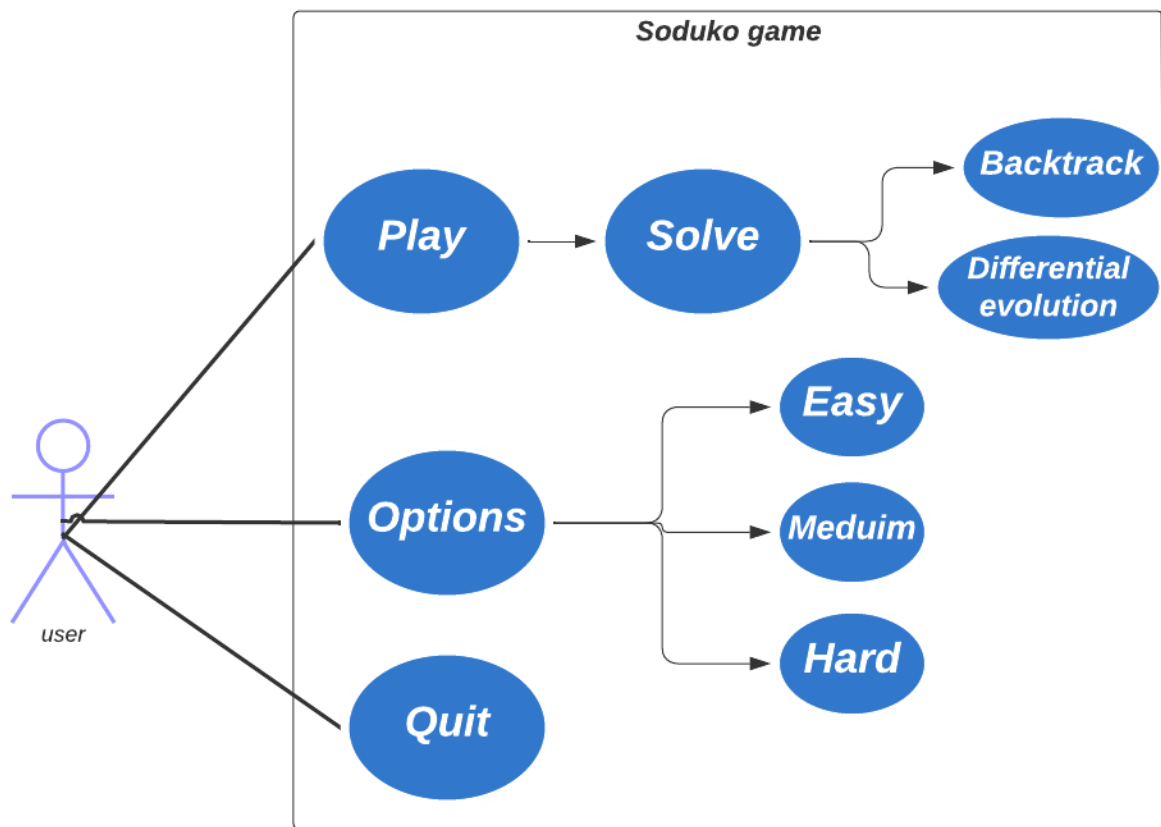 Soduko game
Play
Solve
Backtrack
Differential
evolution
Options
Easy
Meduim
Hard
Quit
user